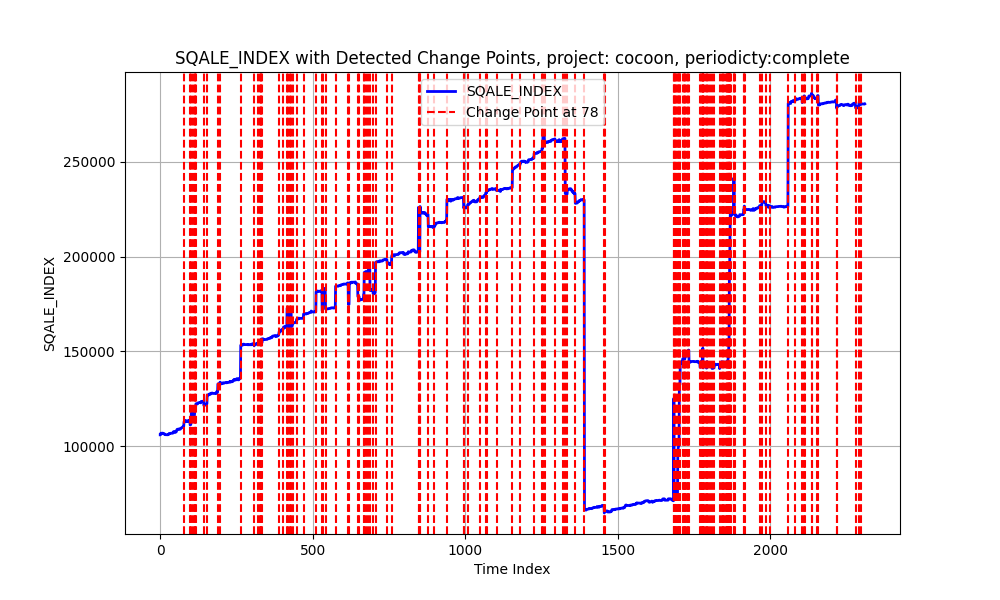 SQALE_INDEX with Detected Change Points, project: cocoon, periodicty:complete
SQALE_INDEX
Change Point at 78
250000
200000
150000
100000
SQALE_INDEX
0 500 1000 1500 2000
Time Index